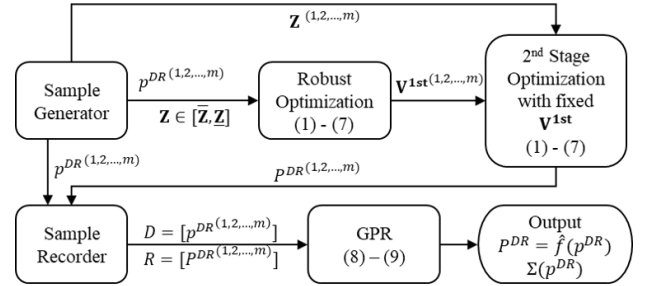 Z (1,2,…,m)
Sample
Generator
p^DR (1,2,…,m)
Z ∈ [Z̅, Z̲]
Robust
Optimization
(1) - (7)
V^1st (1,2,…,m)
2nd Stage
Optimization
with fixed
V^1st
(1) - (7)
p^DR (1,2,…,m)
P^DR (1,2,…,m)
Sample
Recorder
D = [p^DR (1,2,…,m)]
R = [P^DR (1,2,…,m)]
GPR
(8) – (9)
Output
P^DR = f̂(p^DR)
Σ(p^DR)